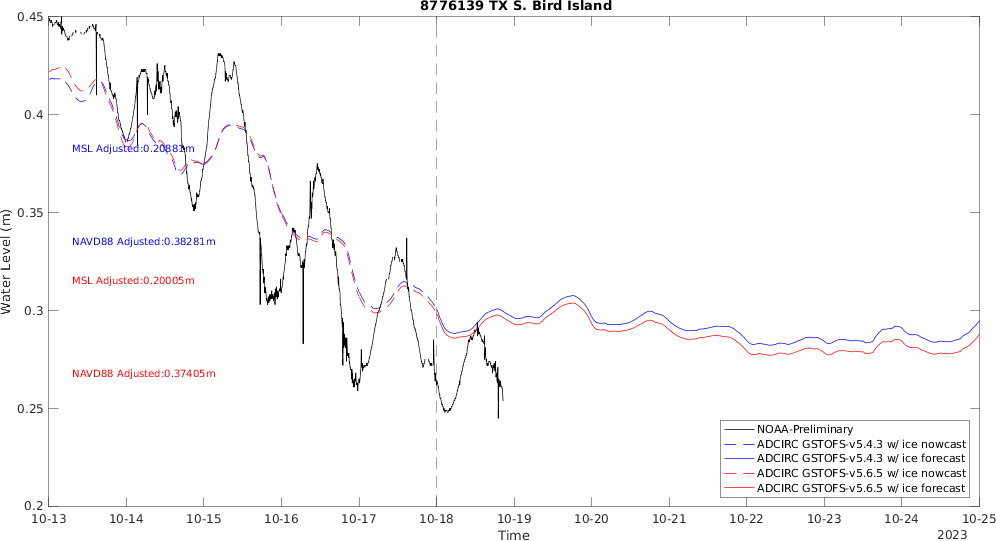 8776139 TX S. Bird Island
0.45
0.4
0.35
0.3
0.25
0.2
Water Level (m)
MSL Adjusted:0.20881m
NAVD88 Adjusted:0.38281m
MSL Adjusted:0.20005m
NAVD88 Adjusted:0.37405m
NOAA-Preliminary
ADCIRC GSTOFS-v5.4.3 w/ ice nowcast
ADCIRC GSTOFS-v5.4.3 w/ ice forecast
ADCIRC GSTOFS-v5.6.5 w/ ice nowcast
ADCIRC GSTOFS-v5.6.5 w/ ice forecast
10-13 10-14 10-15 10-16 10-17 10-18 10-19 10-20 10-21 10-22 10-23 10-24 10-25
Time
2023